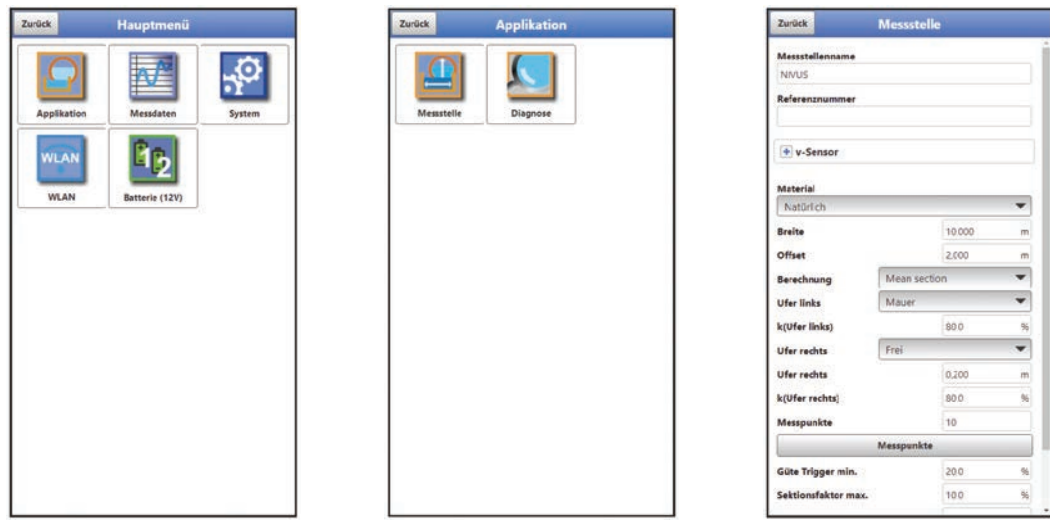 Zurück Hauptmenü
Applikation Messdaten System
WLAN
1 2
WLAN Batterie (12V)
Zurück Applikation
Messstelle Diagnose
Zurück Messstelle
Messstellenname
NIVUS
Referenznummer
+ v-Sensor
Material
Natürlich
Breite 10.000 m
Offset 2,000 m
Berechnung Mean section
Ufer links Mauer
k(Ufer links) 80.0 %
Ufer rechts Frei
Ufer rechts 0,200 m
k(Ufer rechts) 80.0 %
Messpunkte 10
Messpunkte
Güte Trigger min. 20.0 %
Sektionsfaktor max. 10.0 %